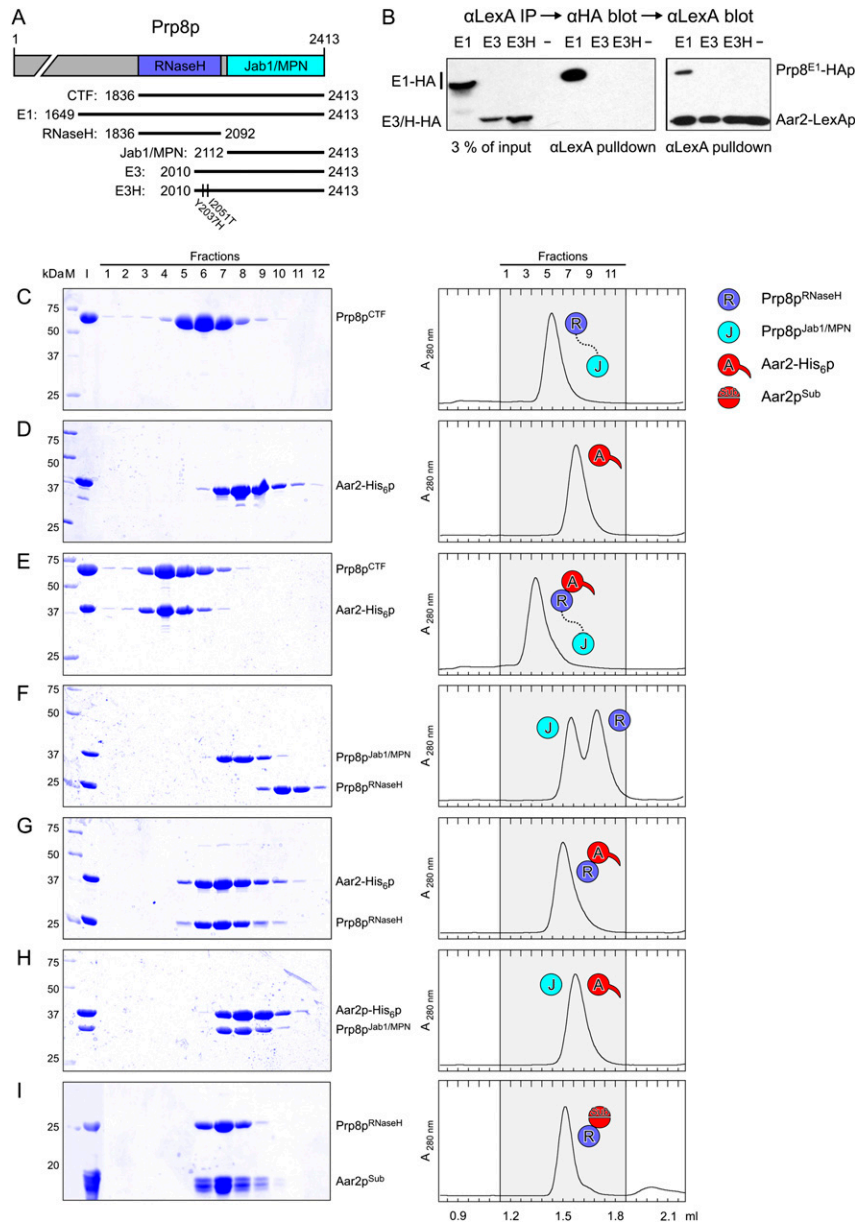 A
Prp8p
1 2413
RNaseH Jab1/MPN
CTF: 1836 2413
E1: 1649 2413
RNaseH: 1836 2092
Jab1/MPN: 2112 2413
E3: 2010 2413
E3H: 2010 2413
Y2037H
I2051T
B
αLexA IP → αHA blot → αLexA blot
E1 E3 E3H – E1 E3 E3H – E1 E3 E3H –
E1-HA
Prp8E1-HAp
E3/H-HA
Aar2-LexAp
3 % of input αLexA pulldown αLexA pulldown
Fractions
kDa M I 1 2 3 4 5 6 7 8 9 10 11 12
Fractions
1 3 5 7 9 11
C
75
50
37
25
Prp8pCTF
A 280 nm
R
J
R Prp8pRNaseH
J Prp8pJab1/MPN
A Aar2-His6p
Sub Aar2pSub
D
75
50
37
25
Aar2-His6p
A 280 nm
A
E
75
50
37
25
Prp8pCTF
Aar2-His6p
A 280 nm
A
R
J
F
75
50
37
25
Prp8pJab1/MPN
Prp8pRNaseH
A 280 nm
J R
G
75
50
37
25
Aar2-His6p
Prp8pRNaseH
A 280 nm
A
R
H
75
50
37
25
Aar2p-His6p
Prp8pJab1/MPN
A 280 nm
J A
I
25
20
Prp8pRNaseH
Aar2pSub
A 280 nm
Sub
R
0.9 1.2 1.5 1.8 2.1 ml